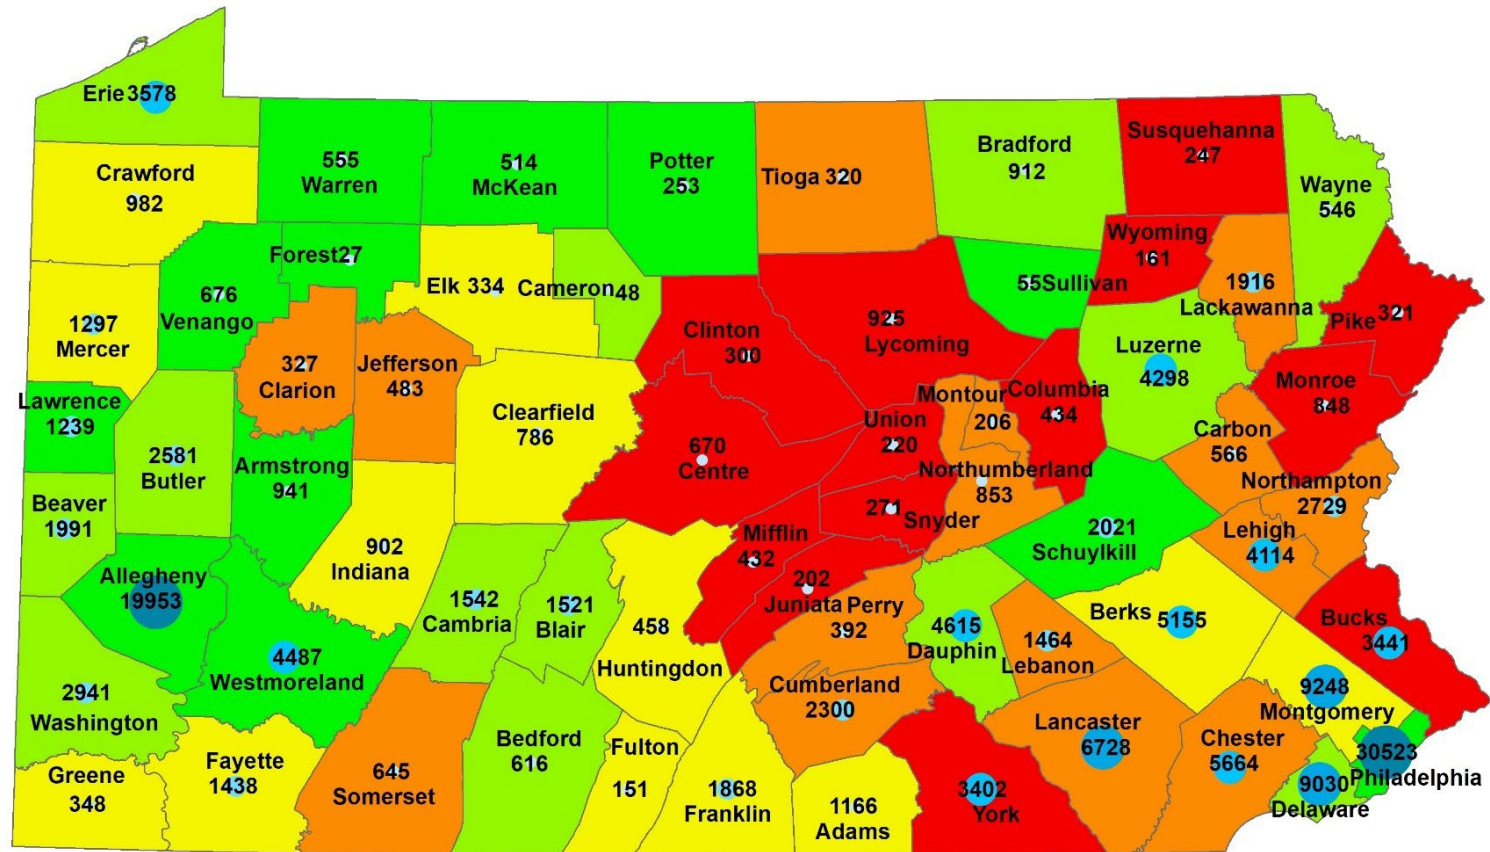 Erie 3578
Crawford
982
555
Warren
514
McKean
Potter
253
Tioga 320
Bradford
912
Susquehanna
247
Wayne
546
Forest 27
676
Venango
Elk 334
Cameron 48
55 Sullivan
Wyoming
161
1916
Lackawanna
Pike 321
1297
Mercer
327
Clarion
Jefferson
483
Clinton
300
925
Lycoming
Luzerne
4298
Monroe
848
Lawrence
1239
2581
Butler
Armstrong
941
Clearfield
786
670
Centre
Union
220
Montour
206
Columbia
434
Carbon
566
Northumberland
853
Northampton
2729
Beaver
1991
902
Indiana
Mifflin
432
271 Snyder
2021
Schuylkill
Lehigh
4114
Allegheny
19953
4487
Westmoreland
1542
Cambria
1521
Blair
458
Huntingdon
202
Juniata
Perry
392
4615
Dauphin
1464
Lebanon
Berks 5155
Bucks
3441
2941
Washington
Cumberland
2300
Lancaster
6728
9248
Montgomery
Chester
5664
30523
Philadelphia
9030
Delaware
Greene
348
Fayette
1438
645
Somerset
Bedford
616
Fulton
151
1868
Franklin
1166
Adams
3402
York